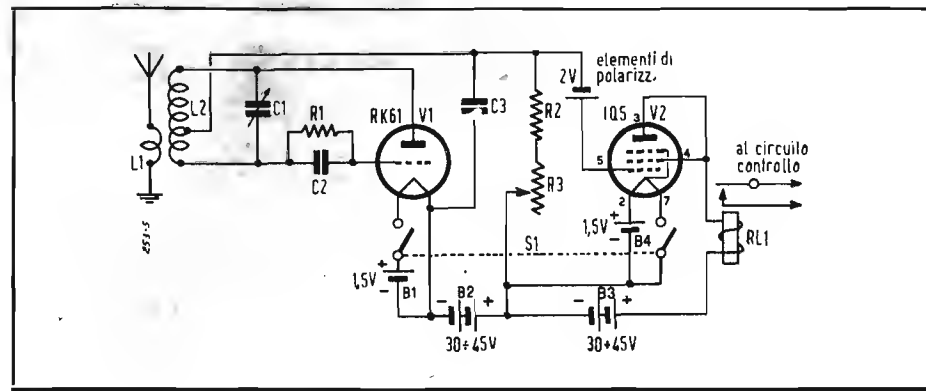 elementi di
polarizz.
2V
L2
C1
R1
RK61
V1
C3
R2
1Q5
3
V2
5
4
al circuito
controllo
L1
C2
R3
2
7
253-5
1,5V
+
-
B4
S1
RL1
1,5V
+
-
B1
-
B2
+
-
B3
+
30÷45V
30+45V